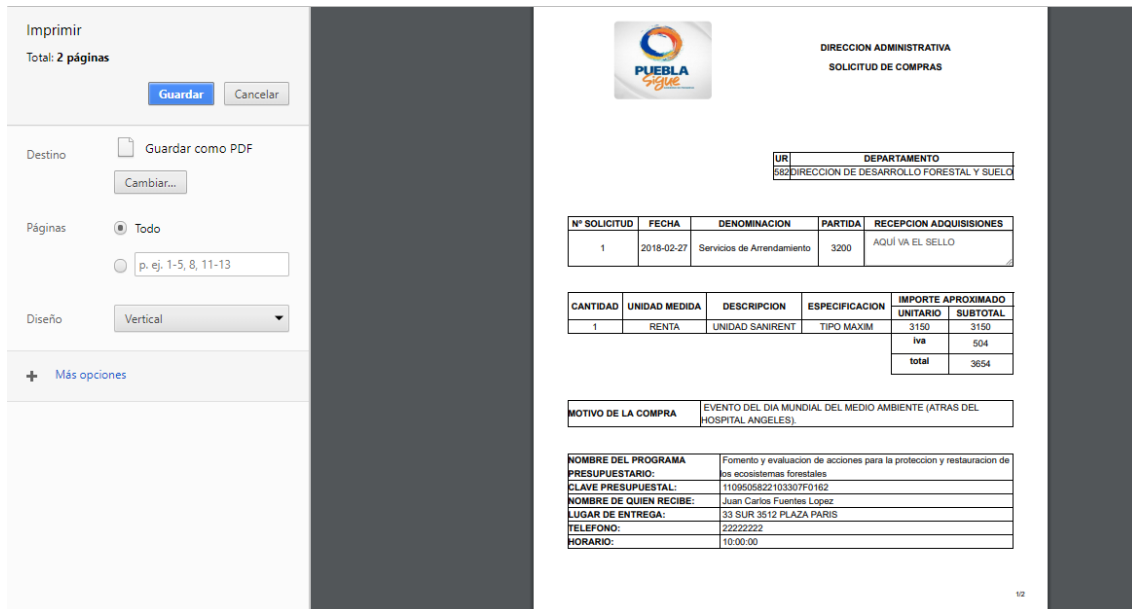 Imprimir
Total: 2 páginas
Guardar Cancelar
Destino Guardar como PDF
Cambiar...
Páginas Todo
p. ej. 1-5, 8, 11-13
Diseño Vertical
+ Más opciones
PUEBLA
Sigue
DIRECCION ADMINISTRATIVA
SOLICITUD DE COMPRAS
UR DEPARTAMENTO
582 DIRECCION DE DESARROLLO FORESTAL Y SUELO
Nº SOLICITUD FECHA DENOMINACION PARTIDA RECEPCION ADQUISISIONES
1 2018-02-27 Servicios de Arrendamiento 3200 AQUÍ VA EL SELLO
CANTIDAD UNIDAD MEDIDA DESCRIPCION ESPECIFICACION IMPORTE APROXIMADO
UNITARIO SUBTOTAL
1 RENTA UNIDAD SANIRENT TIPO MAXIM 3150 3150
iva 504
total 3654
MOTIVO DE LA COMPRA EVENTO DEL DIA MUNDIAL DEL MEDIO AMBIENTE (ATRAS DEL
HOSPITAL ANGELES).
NOMBRE DEL PROGRAMA Fomento y evaluacion de acciones para la proteccion y restauracion de
PRESUPUESTARIO: los ecosistemas forestales
CLAVE PRESUPUESTAL: 1109505822103307F0162
NOMBRE DE QUIEN RECIBE: Juan Carlos Fuentes Lopez
LUGAR DE ENTREGA: 33 SUR 3512 PLAZA PARIS
TELEFONO: 22222222
HORARIO: 10:00:00
1/2